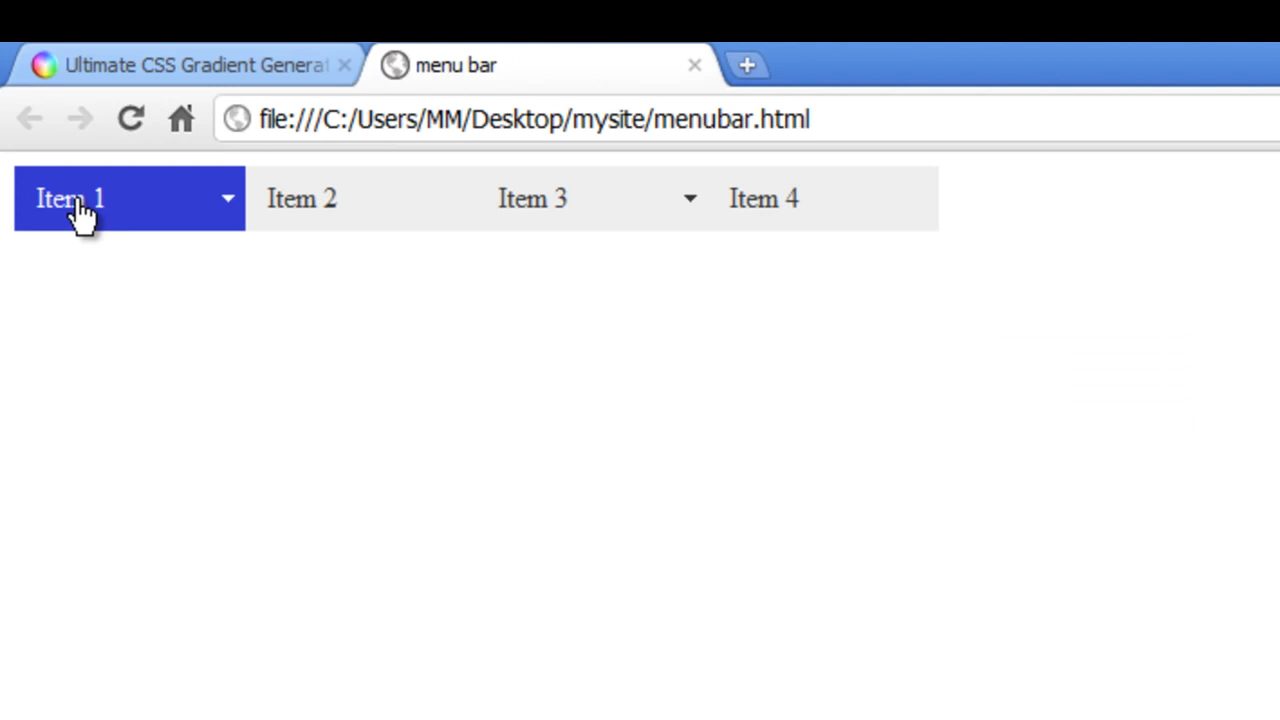 Ultimate CSS Gradient Generat
menu bar
file:///C:/Users/MM/Desktop/mysite/menubar.html
Item 1 Item 2 Item 3 Item 4